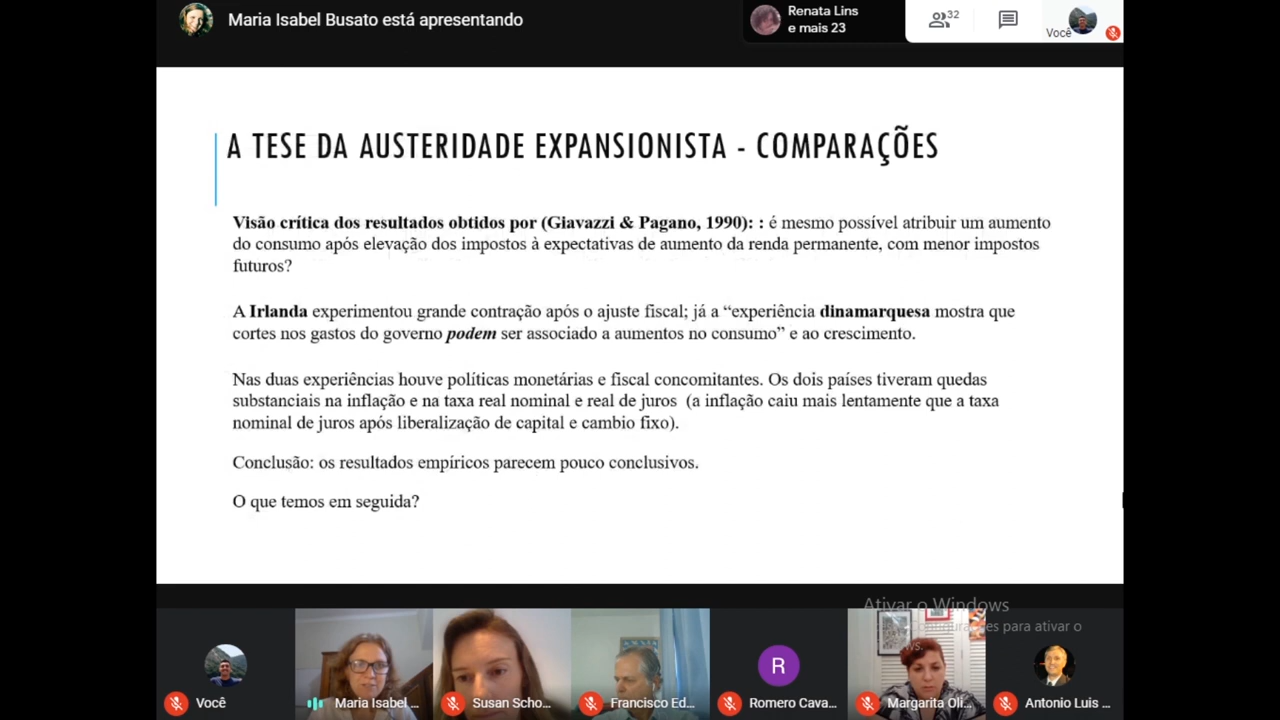 Maria Isabel Busato está apresentando
Renata Lins
e mais 23
32
Você
A TESE DA AUSTERIDADE EXPANSIONISTA - COMPARAÇÕES
Visão crítica dos resultados obtidos por (Giavazzi & Pagano, 1990): : é mesmo possível atribuir um aumento
do consumo após elevação dos impostos à expectativas de aumento da renda permanente, com menor impostos
futuros?
A Irlanda experimentou grande contração após o ajuste fiscal; já a “experiência dinamarquesa mostra que
cortes nos gastos do governo podem ser associado a aumentos no consumo” e ao crescimento.
Nas duas experiências houve políticas monetárias e fiscal concomitantes. Os dois países tiveram quedas
substanciais na inflação e na taxa real nominal e real de juros (a inflação caiu mais lentamente que a taxa
nominal de juros após liberalização de capital e cambio fixo).
Conclusão: os resultados empíricos parecem pouco conclusivos.
O que temos em seguida?
Ativar o Windows
es para ativar o
Você
Maria Isabel ...
Susan Scho...
Francisco Ed...
R
Romero Cava...
Margarita Oli...
Antonio Luis ...